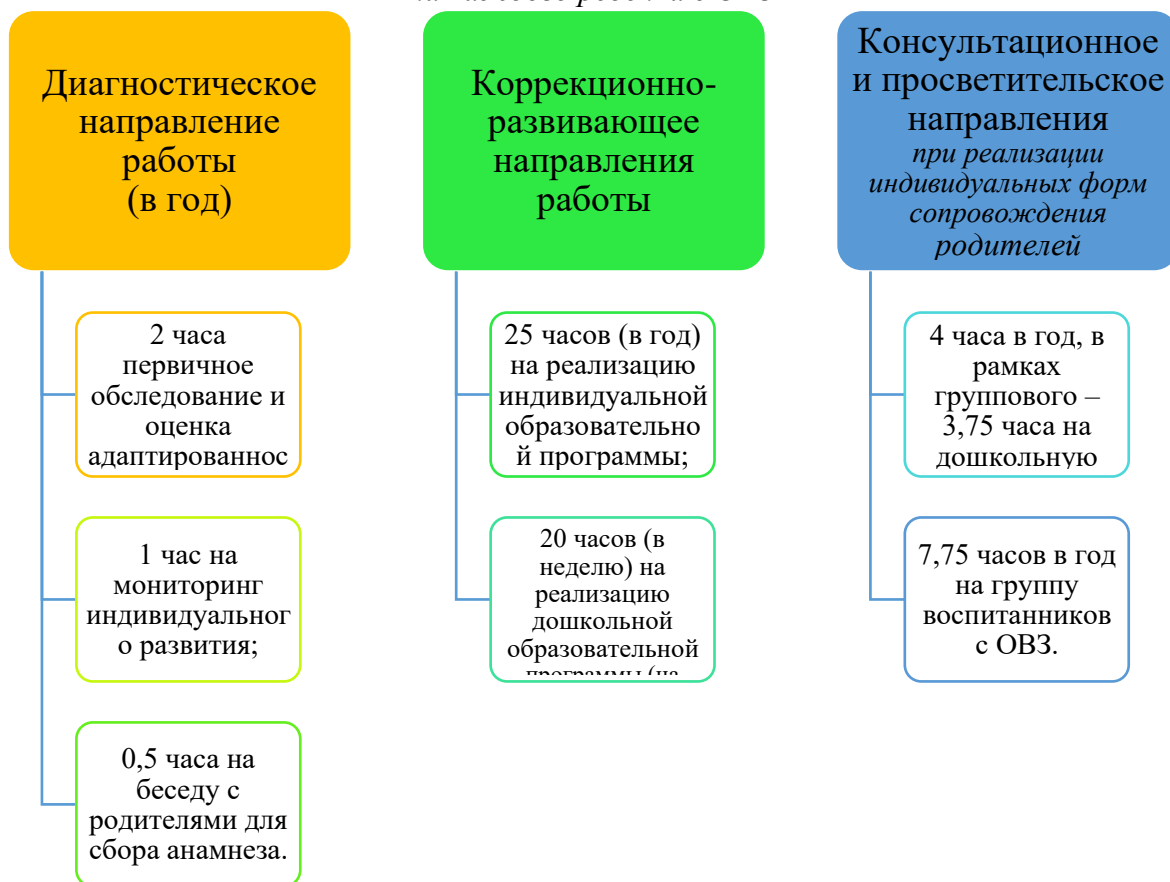 Диагностическое
направление
работы
(в год)
2 часа
первичное
обследование и
оценка
адаптированнос
1 час на
мониторинг
индивидуальног
о развития;
0,5 часа на
беседу с
родителями для
сбора анамнеза.
Коррекционно-
развивающее
направления
работы
25 часов (в год)
на реализацию
индивидуальной
образовательно
й программы;
20 часов (в
неделю) на
реализацию
дошкольной
образовательной
программы (на
Консультационное
и просветительское
направления
при реализации
индивидуальных форм
сопровождения
родителей
4 часа в год, в
рамках
группового –
3,75 часа на
дошкольную
7,75 часов в год
на группу
воспитанников
с ОВЗ.